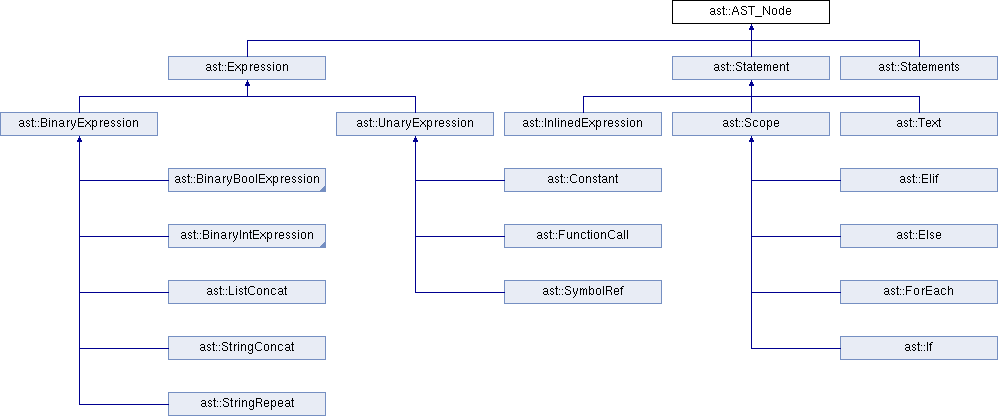 ast::AST_Node
ast::Expression
ast::Statement
ast::Statements
ast::BinaryExpression
ast::UnaryExpression
ast::InlinedExpression
ast::Scope
ast::Text
ast::BinaryBoolExpression
ast::Constant
ast::Elif
ast::BinaryIntExpression
ast::FunctionCall
ast::Else
ast::ListConcat
ast::SymbolRef
ast::ForEach
ast::StringConcat
ast::If
ast::StringRepeat